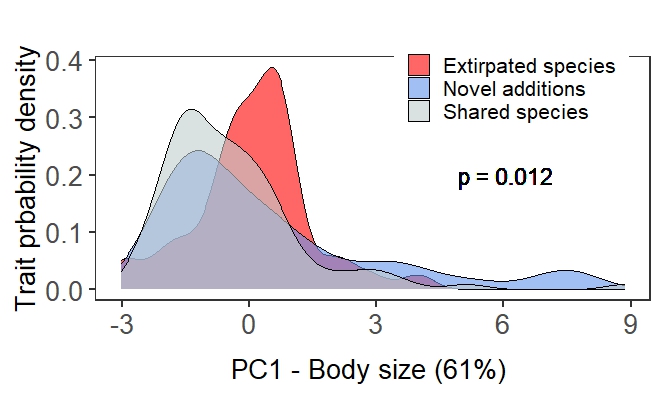 Trait prbability density
0.4
0.3
0.2
0.1
0.0
Extirpated species
Novel additions
Shared species
p = 0.012
-3 0 3 6 9
PC1 - Body size (61%)